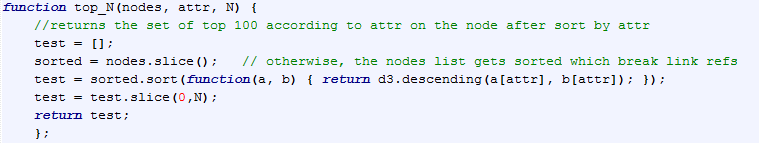 function top_N(nodes, attr, N) {
//returns the set of top 100 according to attr on the node after sort by attr
test = [];
sorted = nodes.slice();   // otherwise, the nodes list gets sorted which break link refs
test = sorted.sort(function(a, b) { return d3.descending(a[attr], b[attr]); });
test = test.slice(0,N);
return test;
};